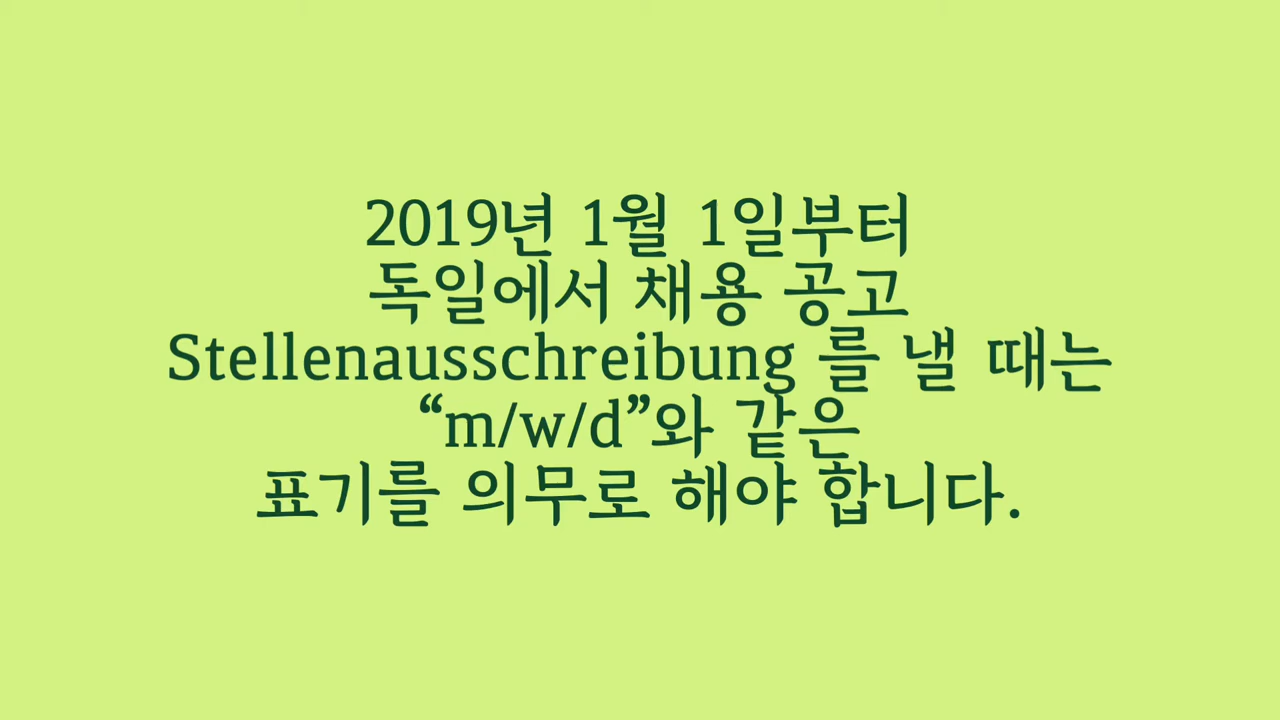 2019년 1월 1일부터
독일에서 채용 공고
Stellenausschreibung 를 낼 때는
“m/w/d”와 같은
표기를 의무로 해야 합니다.